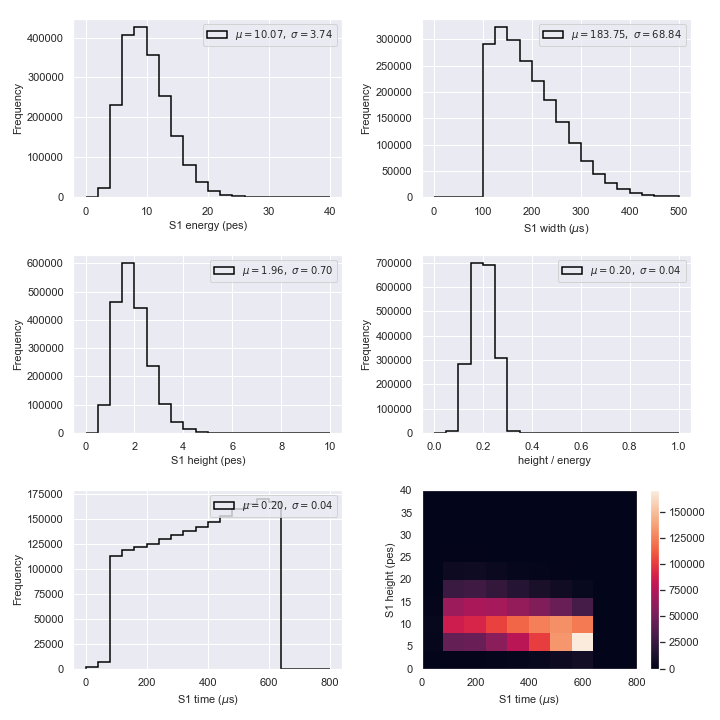 400000
300000
200000
100000
0
Frequency
μ = 10.07, σ = 3.74
0 10 20 30 40
S1 energy (pes)
300000
250000
200000
150000
100000
50000
0
Frequency
μ = 183.75, σ = 68.84
0 100 200 300 400 500
S1 width (μs)
600000
500000
400000
300000
200000
100000
0
Frequency
μ = 1.96, σ = 0.70
0 2 4 6 8 10
S1 height (pes)
700000
600000
500000
400000
300000
200000
100000
0
Frequency
μ = 0.20, σ = 0.04
0.0 0.2 0.4 0.6 0.8 1.0
height / energy
175000
150000
125000
100000
75000
50000
25000
0
Frequency
μ = 0.20, σ = 0.04
0 200 400 600 800
S1 time (μs)
40
35
30
25
20
15
10
5
0
S1 height (pes)
0 200 400 600 800
S1 time (μs)
150000
125000
100000
75000
50000
25000
0